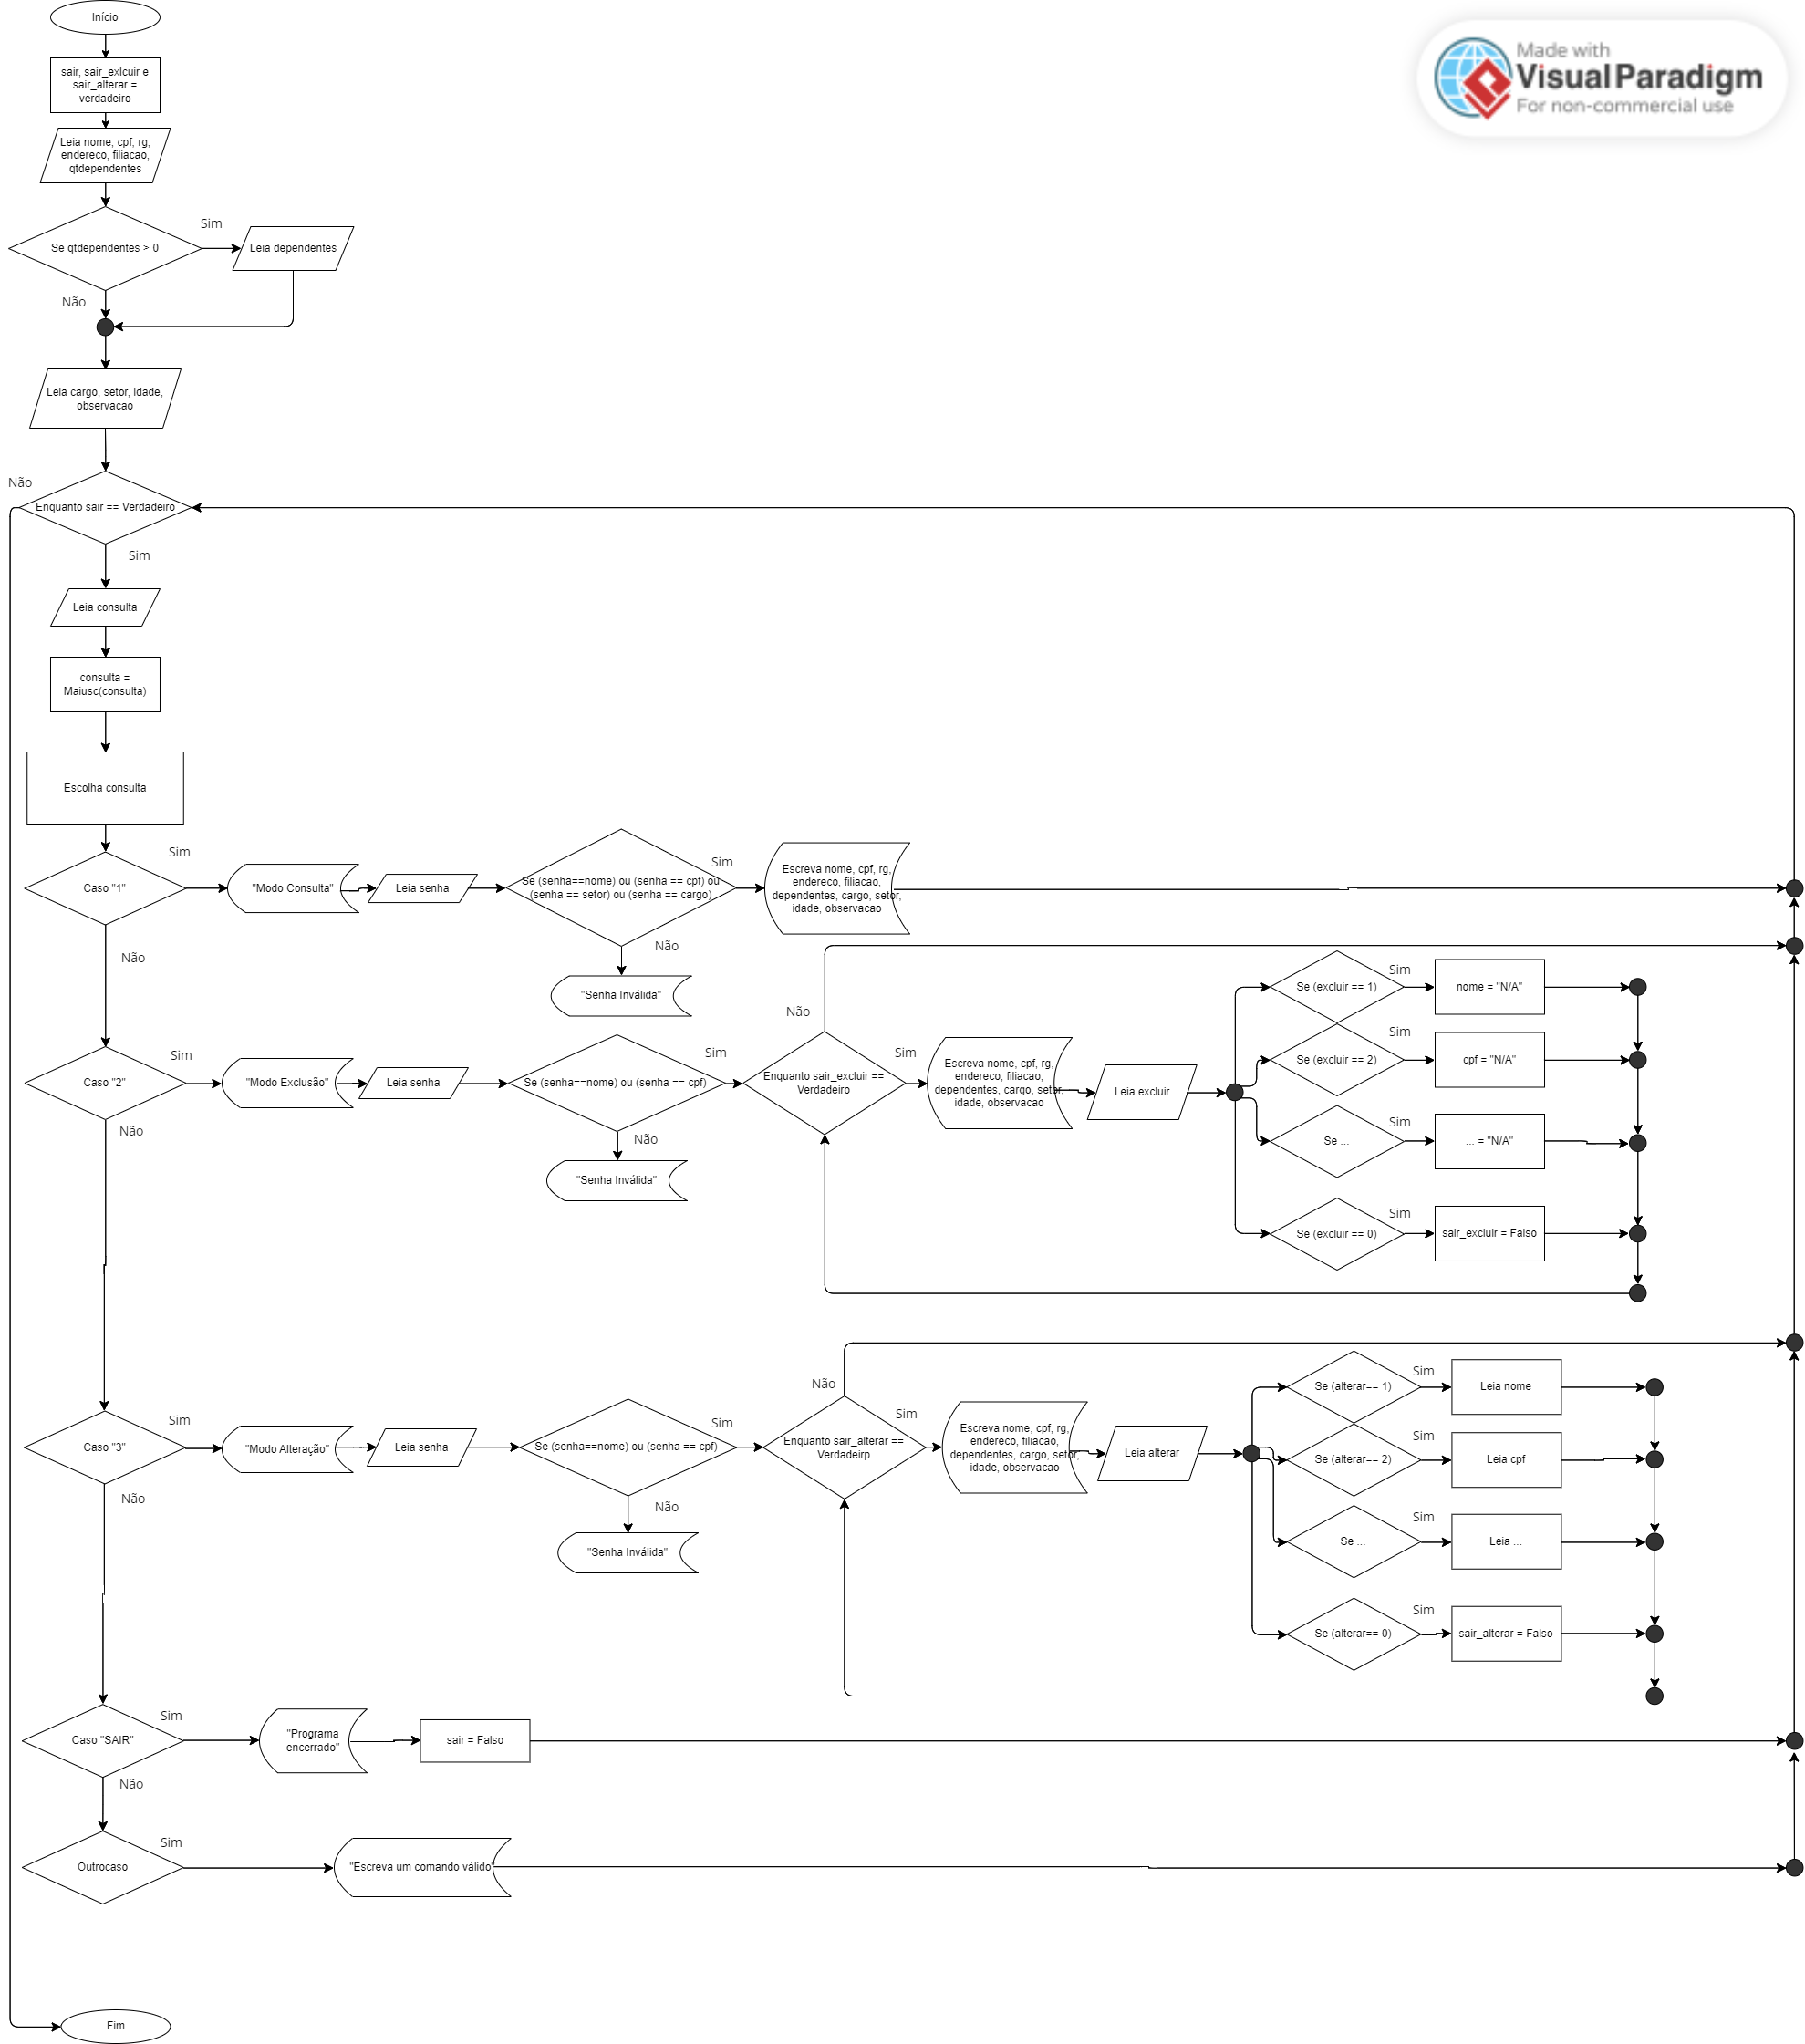 Início
Made with
Visual Paradigm
For non-commercial use
sair, sair_exlcuir e
sair_alterar =
verdadeiro
Leia nome, cpf, rg,
endereco, filiacao,
qtdependentes
Sim
Se qtdependentes > 0
Leia dependentes
Não
Leia cargo, setor, idade,
observacao
Não
Enquanto sair == Verdadeiro
Sim
Leia consulta
consulta =
Maiusc(consulta)
Escolha consulta
Sim
Caso "1"
"Modo Consulta"
Leia senha
Se (senha==nome) ou (senha == cpf) ou
(senha == setor) ou (senha == cargo)
Sim
Escreva nome, cpf, rg,
endereco, filiacao,
dependentes, cargo, setor,
idade, observacao
Não
Não
"Senha Inválida"
Sim
Caso "2"
"Modo Exclusão"
Leia senha
Se (senha==nome) ou (senha == cpf)
Sim
Não
"Senha Inválida"
Não
Enquanto sair_excluir ==
Verdadeiro
Sim
Escreva nome, cpf, rg,
endereco, filiacao,
dependentes, cargo, setor,
idade, observacao
Leia excluir
Se (excluir == 1)
Sim
nome = "N/A"
Se (excluir == 2)
Sim
cpf = "N/A"
Se ...
Sim
... = "N/A"
Se (excluir == 0)
Sim
sair_excluir = Falso
Não
Sim
Caso "3"
"Modo Alteração"
Leia senha
Se (senha==nome) ou (senha == cpf)
Sim
Não
"Senha Inválida"
Não
Enquanto sair_alterar ==
Verdadeirp
Sim
Escreva nome, cpf, rg,
endereco, filiacao,
dependentes, cargo, setor,
idade, observacao
Leia alterar
Se (alterar== 1)
Sim
Leia nome
Se (alterar== 2)
Sim
Leia cpf
Se ...
Sim
Leia ...
Se (alterar== 0)
Sim
sair_alterar = Falso
Não
Sim
Caso "SAIR"
"Programa
encerrado"
sair = Falso
Não
Sim
Outrocaso
"Escreva um comando válido"
Fim